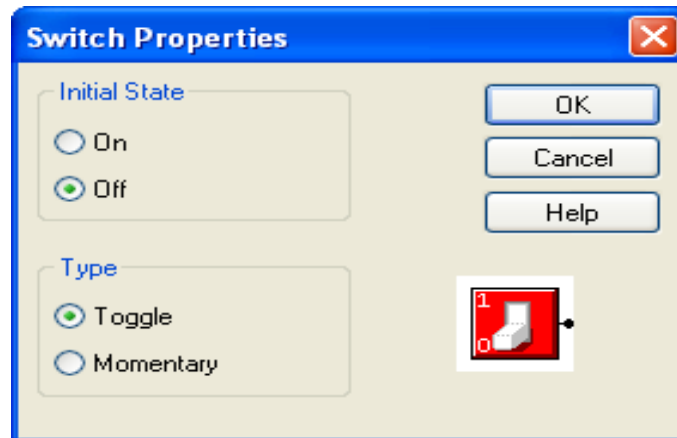 Switch Properties
Initial State
On
Off
OK
Cancel
Help
Type
Toggle
Momentary
1
0